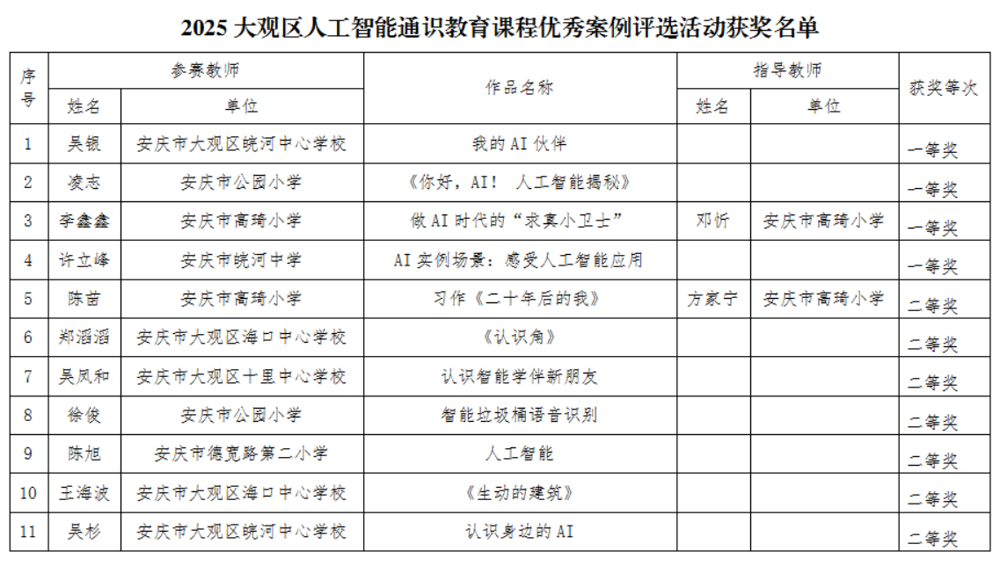 2025 大观区人工智能通识教育课程优秀案例评选活动获奖名单
序号 参赛教师 作品名称 指导教师 获奖等次
姓名 单位 姓名 单位
1 吴银 安庆市大观区皖河中心学校 我的 AI 伙伴 一等奖
2 凌志 安庆市公园小学 《你好，AI！ 人工智能揭秘》 一等奖
3 李鑫鑫 安庆市高琦小学 做 AI 时代的“求真小卫士” 邓忻 安庆市高琦小学 一等奖
4 许立峰 安庆市皖河中学 AI 实例场景：感受人工智能应用 一等奖
5 陈苗 安庆市高琦小学 习作《二十年后的我》 方家宁 安庆市高琦小学 二等奖
6 郑滔滔 安庆市大观区海口中心学校 《认识角》 二等奖
7 吴凤和 安庆市大观区十里中心学校 认识智能学伴新朋友 二等奖
8 徐俊 安庆市公园小学 智能垃圾桶语音识别 二等奖
9 陈旭 安庆市德宽路第二小学 人工智能 二等奖
10 王海波 安庆市大观区海口中心学校 《生动的建筑》 二等奖
11 吴杉 安庆市大观区皖河中心学校 认识身边的 AI 二等奖